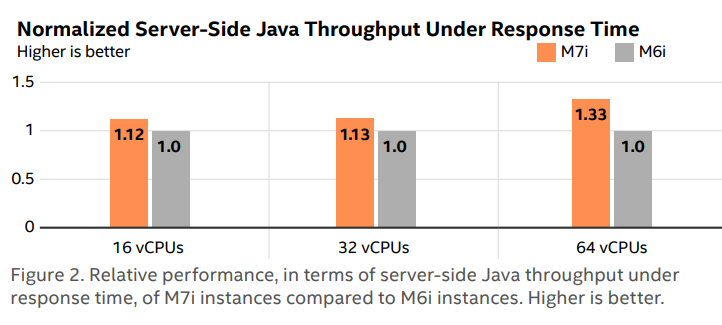 Normalized Server-Side Java Throughput Under Response Time
Higher is better
M7i M6i
1.5
1
0.5
0
1.12 1.0
1.13 1.0
1.33 1.0
16 vCPUs 32 vCPUs 64 vCPUs
Figure 2. Relative performance, in terms of server-side Java throughput under
response time, of M7i instances compared to M6i instances. Higher is better.